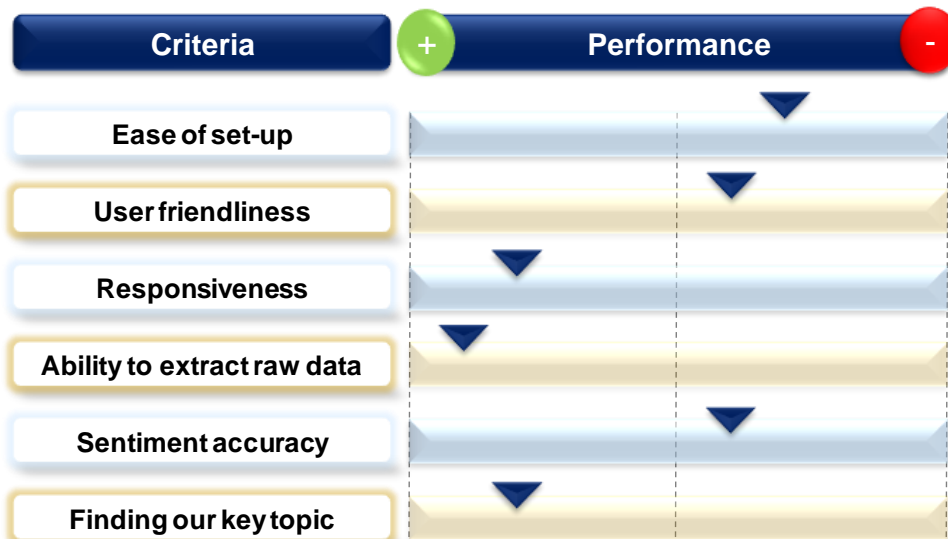 Criteria
+
Performance
-
Ease of set-up
User friendliness
Responsiveness
Ability to extract raw data
Sentiment accuracy
Finding our key topic